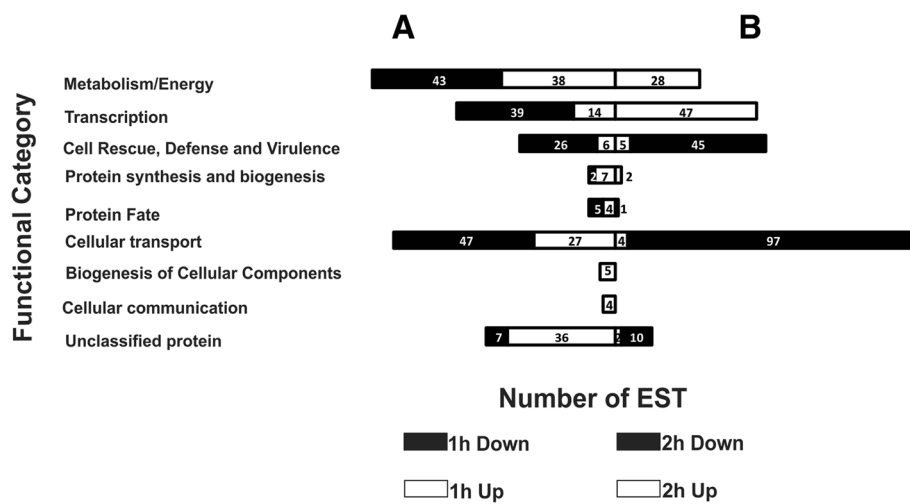 A B
Functional Category
Metabolism/Energy 43 38 28
Transcription 39 14 47
Cell Rescue, Defense and Virulence 26 6 5 45
Protein synthesis and biogenesis 2 7 2
Protein Fate 5 4 1
Cellular transport 47 27 4 97
Biogenesis of Cellular Components 5
Cellular communication 4
Unclassified protein 7 36 2 10
Number of EST
1h Down 2h Down
1h Up 2h Up